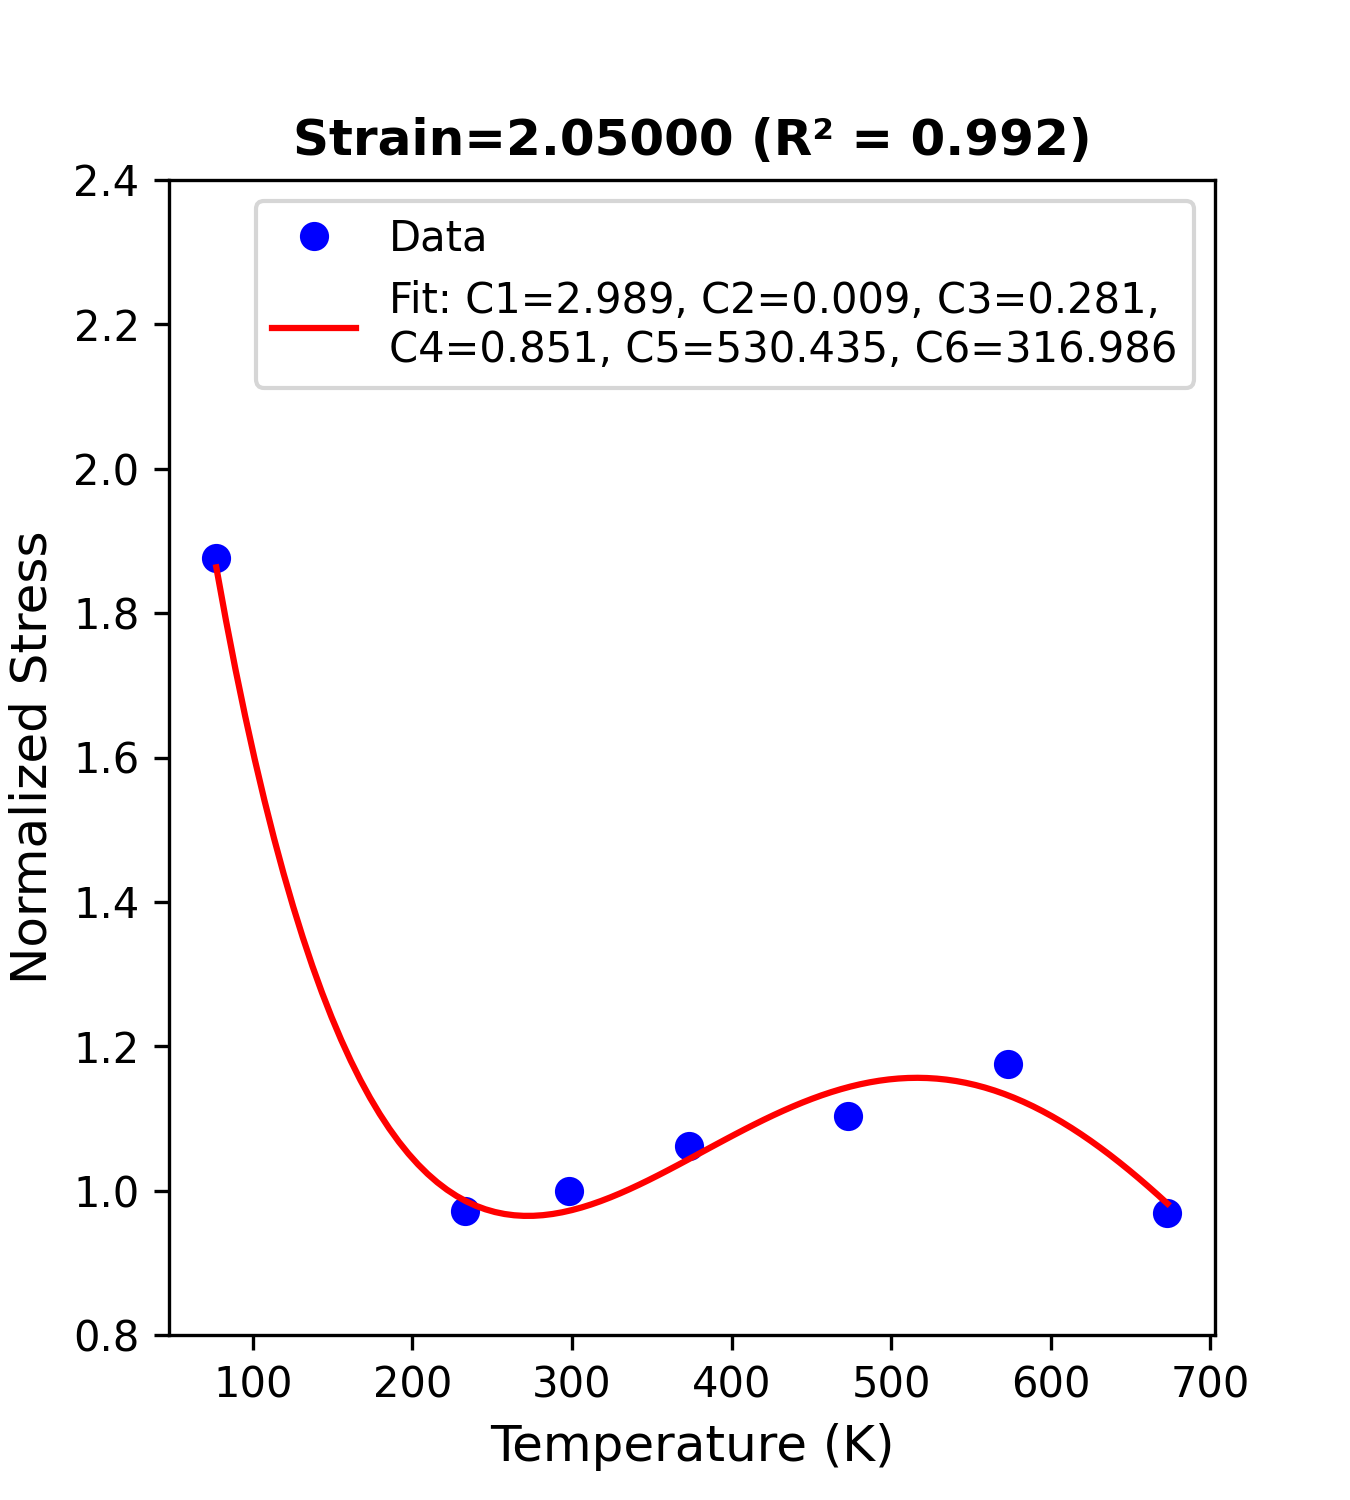 Strain=2.05000 (R² = 0.992)
2.4
2.2
2.0
1.8
1.6
1.4
1.2
1.0
0.8
Normalized Stress
Data
Fit: C1=2.989, C2=0.009, C3=0.281,
C4=0.851, C5=530.435, C6=316.986
100 200 300 400 500 600 700
Temperature (K)